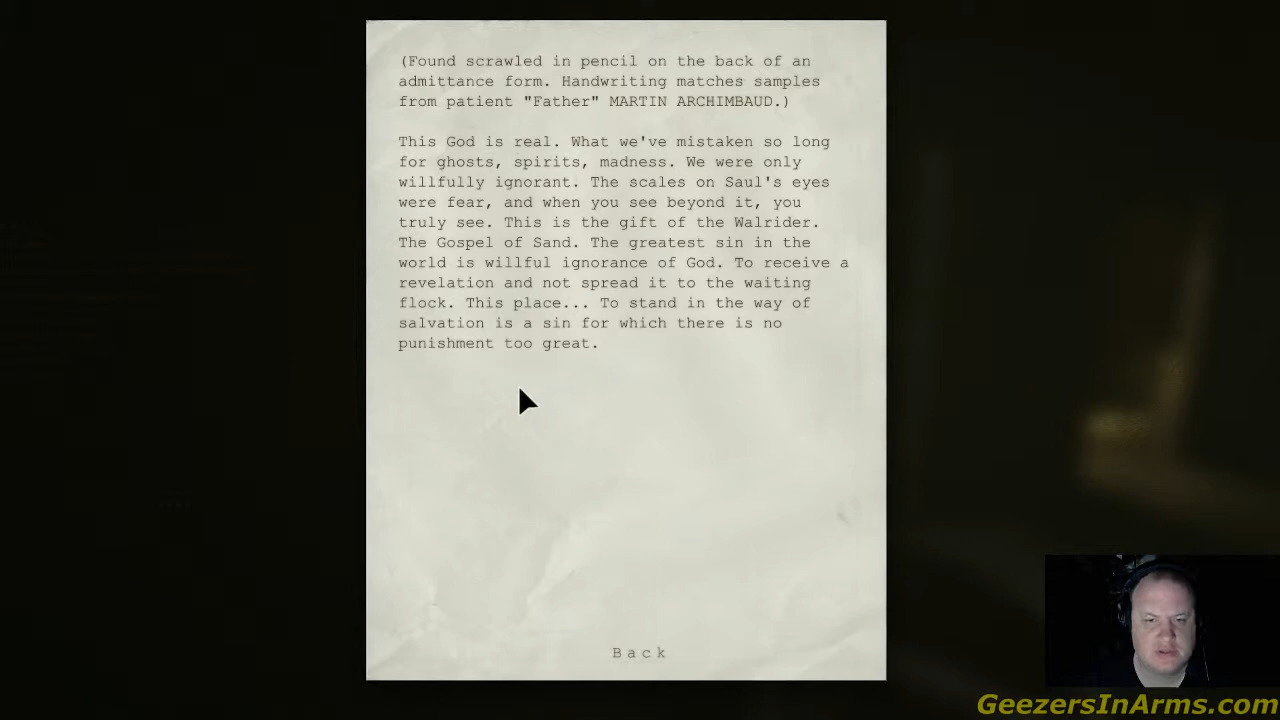 (Found scrawled in pencil on the back of an
admittance form. Handwriting matches samples
from patient "Father" MARTIN ARCHIMBAUD.)
This God is real. What we've mistaken so long
for ghosts, spirits, madness. We were only
willfully ignorant. The scales on Saul's eyes
were fear, and when you see beyond it, you
truly see. This is the gift of the Walrider.
The Gospel of Sand. The greatest sin in the
world is willful ignorance of God. To receive a
revelation and not spread it to the waiting
flock. This place... To stand in the way of
salvation is a sin for which there is no
punishment too great.
Back
GeezersInArms.com